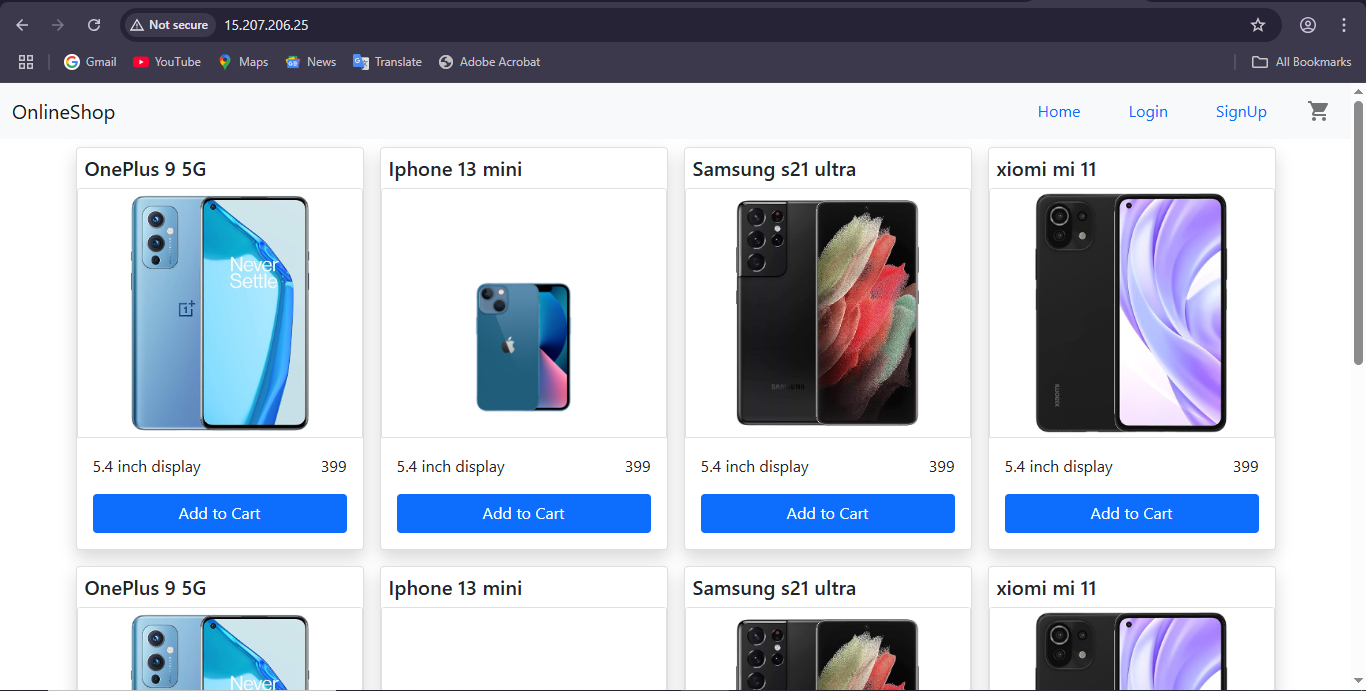 Not secure 15.207.206.25
Gmail YouTube Maps News Translate Adobe Acrobat All Bookmarks
OnlineShop Home Login SignUp
OnePlus 9 5G Iphone 13 mini Samsung s21 ultra xiomi mi 11
Never
Settle
SAMSUNG
xiaomi
5.4 inch display 399 5.4 inch display 399 5.4 inch display 399 5.4 inch display 399
Add to Cart Add to Cart Add to Cart Add to Cart
OnePlus 9 5G Iphone 13 mini Samsung s21 ultra xiomi mi 11
Never